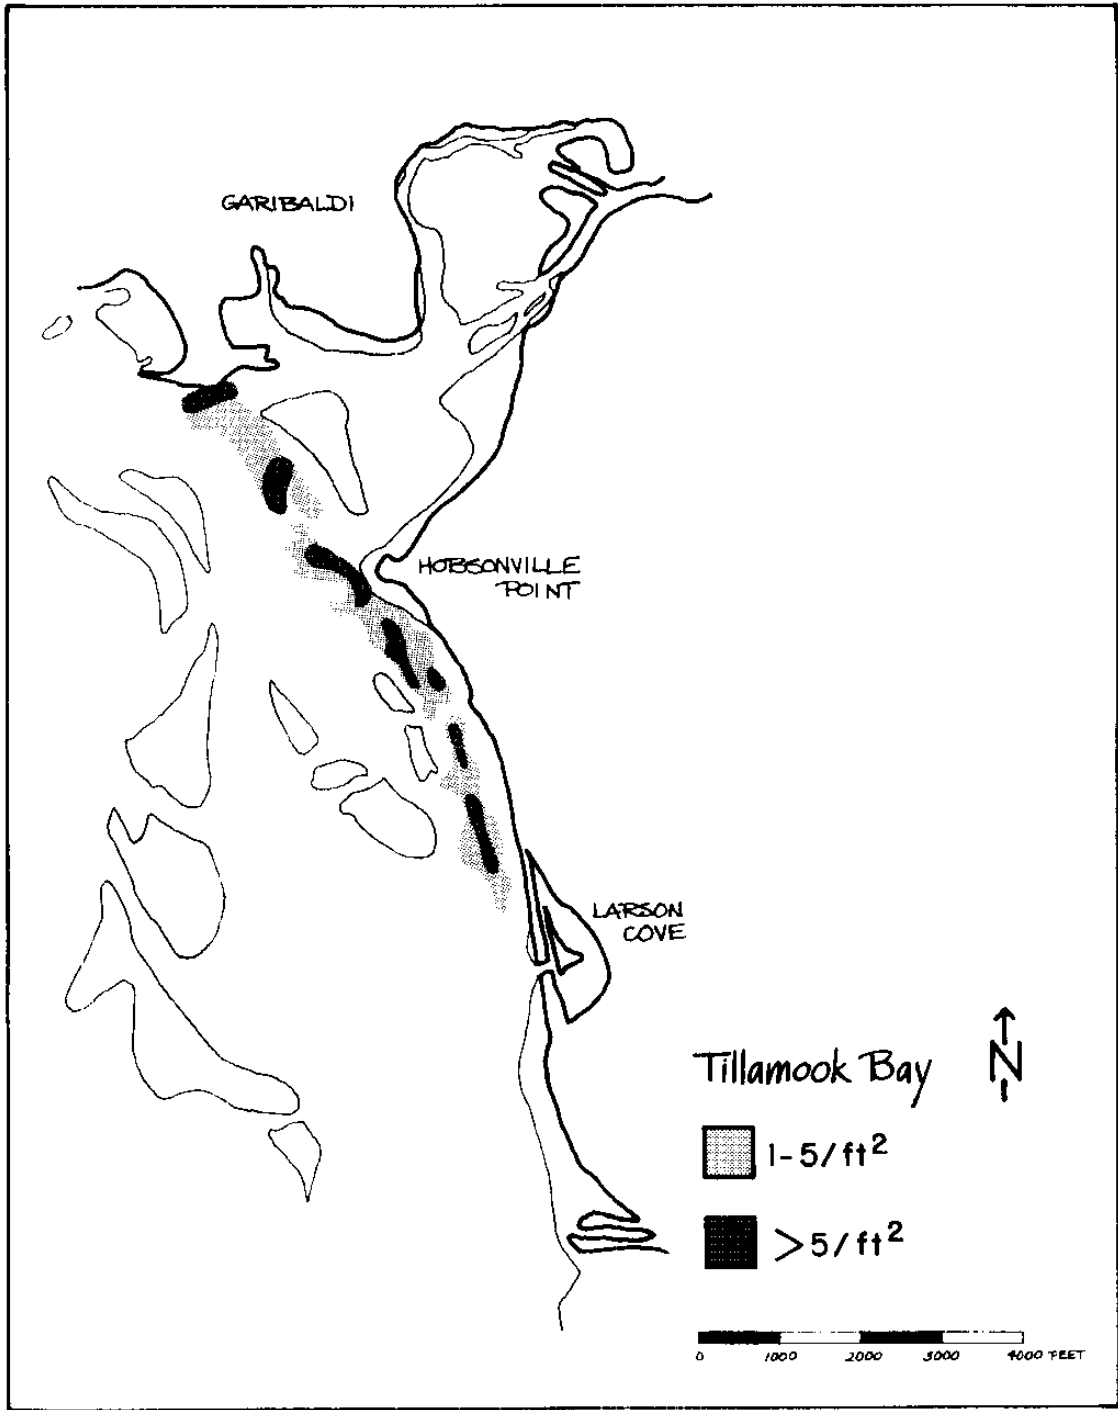 GARIBALDI
HOBSONVILLE
POINT
LARSON
COVE
Tillamook Bay
N
1-5/ft²
>5/ft²
0 1000 2000 3000 4000 FEET